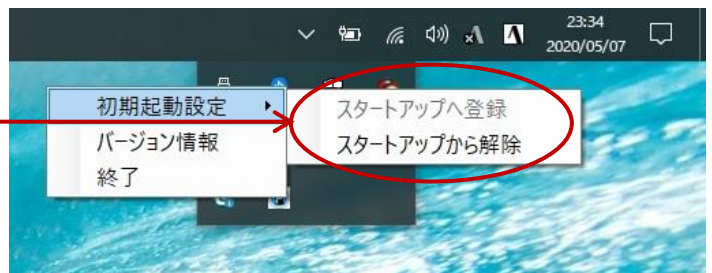 23:34
2020/05/07
初期起動設定
スタートアップへ登録
バージョン情報
スタートアップから解除
終了